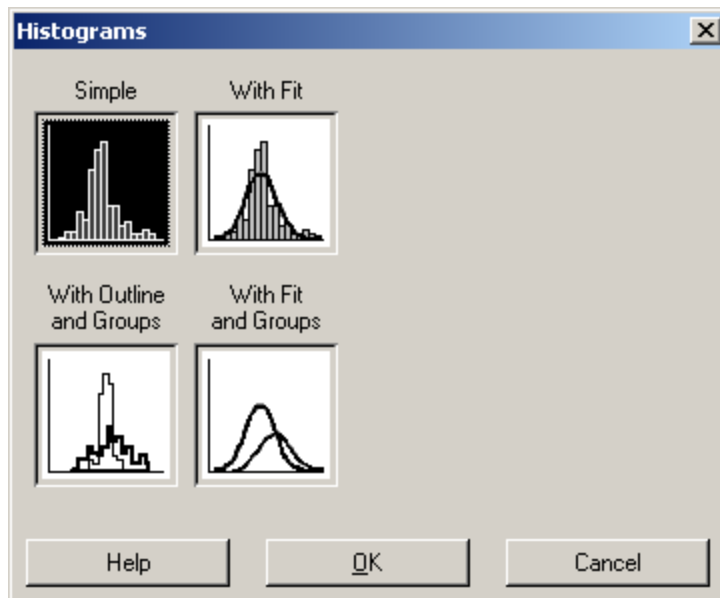 Histograms
Simple
With Fit
With Outline
and Groups
With Fit
and Groups
Help
OK
Cancel